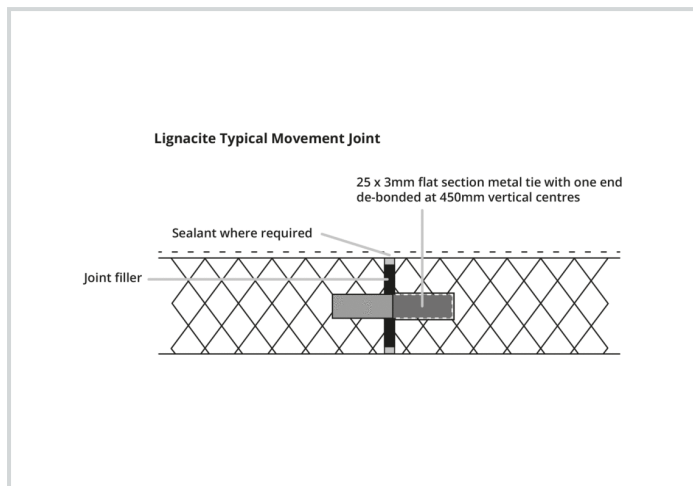 Lignacite Typical Movement Joint
25 x 3mm flat section metal tie with one end
de-bonded at 450mm vertical centres
Sealant where required
Joint filler